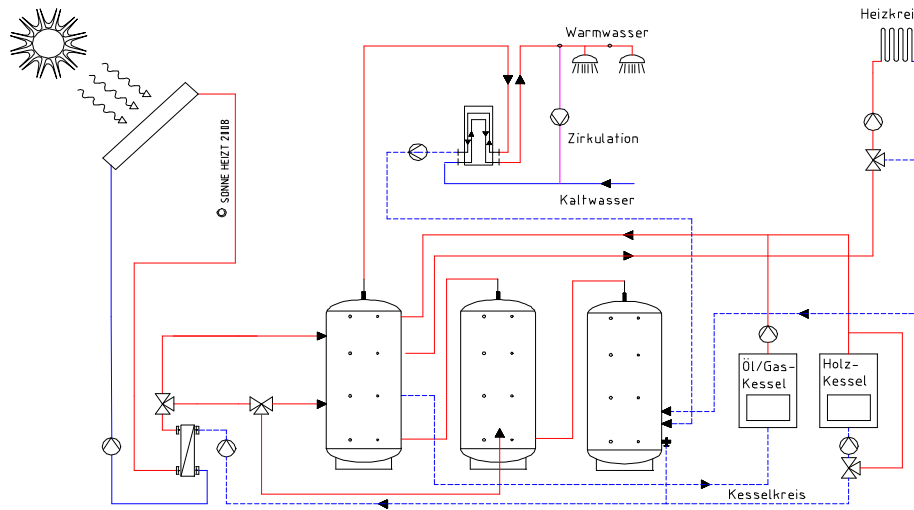 Heizkrei
Warmwasser
Zirkulation
Kaltwasser
© SONNE HEIZT 2108
Öl/Gas-
Kessel
Holz-
Kessel
Kesselkreis